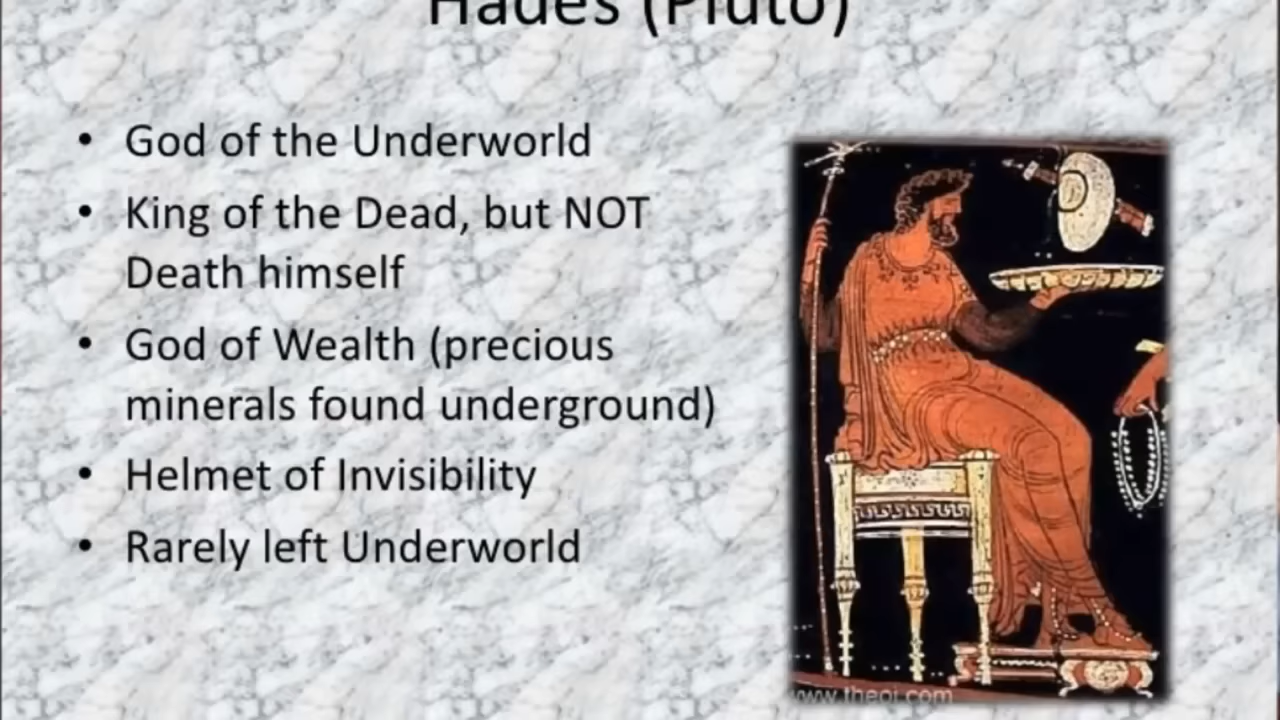 Hades (Pluto)
• God of the Underworld
• King of the Dead, but NOT
Death himself
• God of Wealth (precious
minerals found underground)
• Helmet of Invisibility
• Rarely left Underworld
www.theoi.com